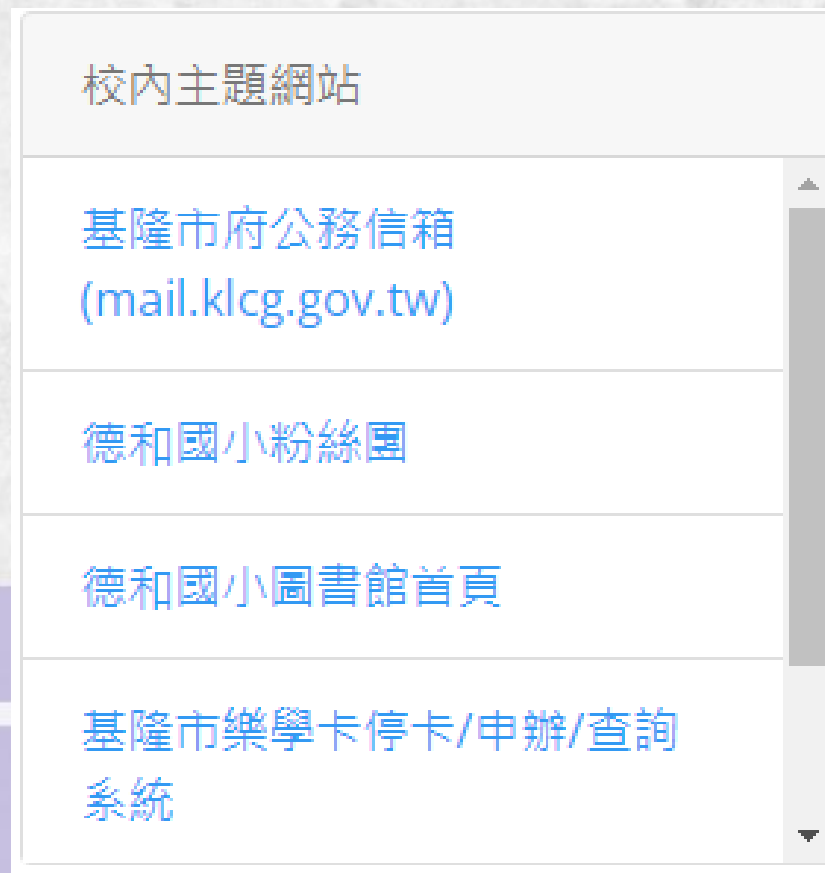 校內主題網站
基隆市府公務信箱
(mail.klcg.gov.tw)
德和國小粉絲團
德和國小圖書館首頁
基隆市樂學卡停卡/申辦/查詢
系統